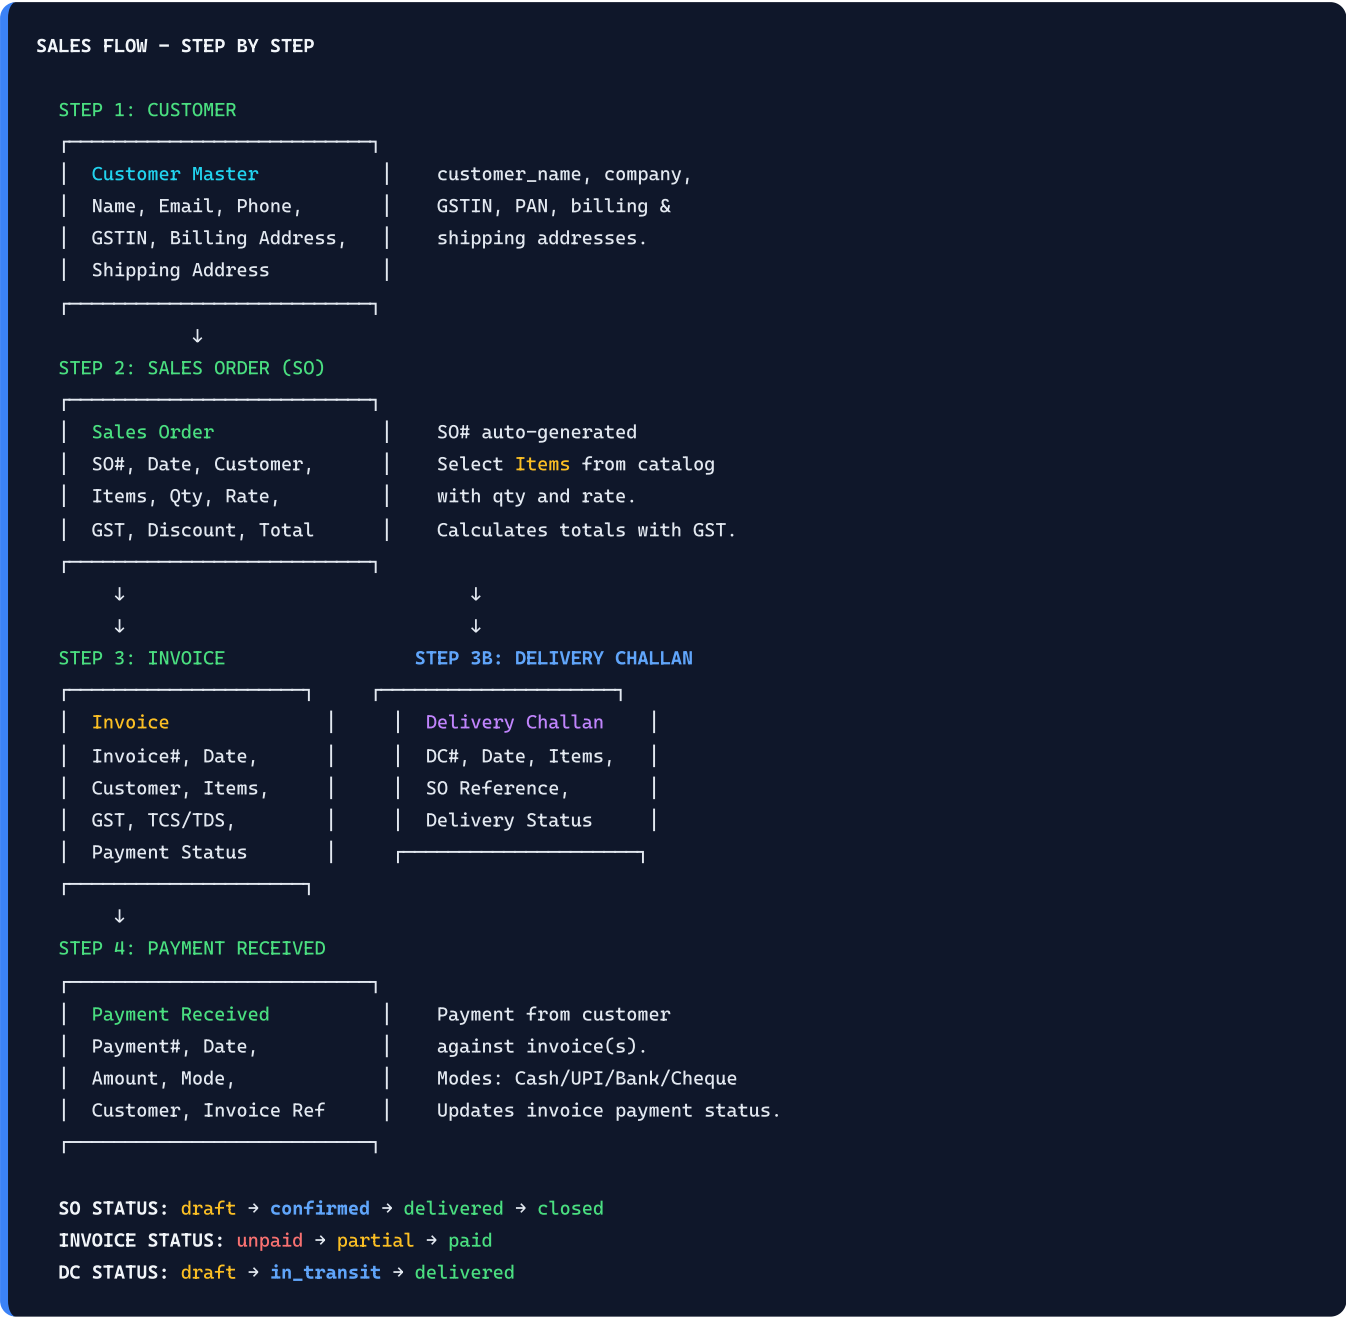 SALES FLOW - STEP BY STEP
STEP 1: CUSTOMER
Customer Master customer_name, company,
Name, Email, Phone, GSTIN, PAN, billing &
GSTIN, Billing Address, shipping addresses.
Shipping Address
↓
STEP 2: SALES ORDER (SO)
Sales Order SO# auto-generated
SO#, Date, Customer, Select Items from catalog
Items, Qty, Rate, with qty and rate.
GST, Discount, Total Calculates totals with GST.
↓ ↓
↓ ↓
STEP 3: INVOICE STEP 3B: DELIVERY CHALLAN
Invoice Delivery Challan
Invoice#, Date, DC#, Date, Items,
Customer, Items, SO Reference,
GST, TCS/TDS, Delivery Status
Payment Status
↓
STEP 4: PAYMENT RECEIVED
Payment Received Payment from customer
Payment#, Date, against invoice(s).
Amount, Mode, Modes: Cash/UPI/Bank/Cheque
Customer, Invoice Ref Updates invoice payment status.
SO STATUS: draft → confirmed → delivered → closed
INVOICE STATUS: unpaid → partial → paid
DC STATUS: draft → in_transit → delivered